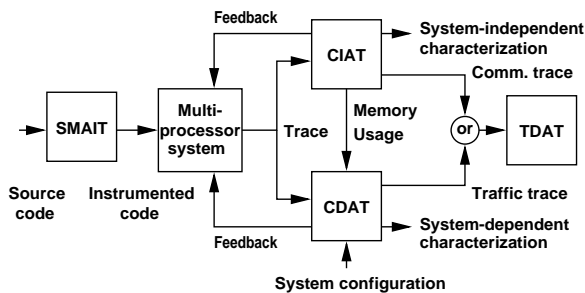 Feedback
System-independent
characterization
CIAT
Comm. trace
SMAIT
Multi-
processor
system
Trace
Memory
Usage
or
TDAT
Source
code
Instrumented
code
CDAT
Traffic trace
Feedback
System-dependent
characterization
System configuration